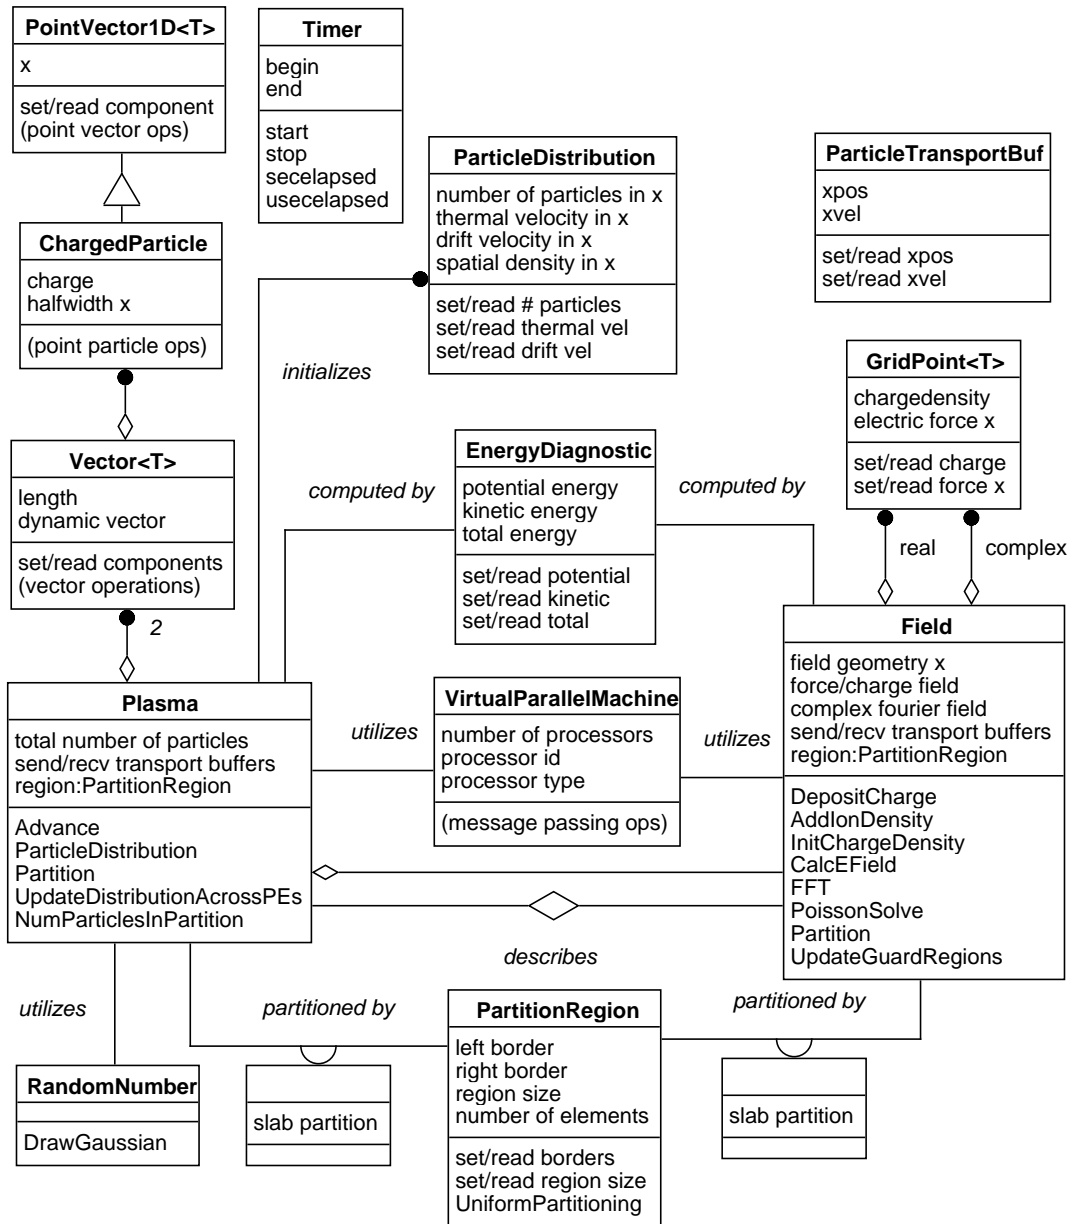 PointVector1D<T>
x
set/read component
(point vector ops)
Timer
begin
end
start
stop
secelapsed
usecelapsed
ParticleDistribution
number of particles in x
thermal velocity in x
drift velocity in x
spatial density in x
set/read # particles
set/read thermal vel
set/read drift vel
ParticleTransportBuf
xpos
xvel
set/read xpos
set/read xvel
ChargedParticle
charge
halfwidth x
(point particle ops)
initializes
GridPoint<T>
chargedensity
electric force x
set/read charge
set/read force x
real
complex
Vector<T>
length
dynamic vector
set/read components
(vector operations)
2
computed by
EnergyDiagnostic
potential energy
kinetic energy
total energy
set/read potential
set/read kinetic
set/read total
computed by
Field
field geometry x
force/charge field
complex fourier field
send/recv transport buffers
region:PartitionRegion
DepositCharge
AddIonDensity
InitChargeDensity
CalcEField
FFT
PoissonSolve
Partition
UpdateGuardRegions
Plasma
total number of particles
send/recv transport buffers
region:PartitionRegion
Advance
ParticleDistribution
Partition
UpdateDistributionAcrossPEs
NumParticlesInPartition
utilizes
VirtualParallelMachine
number of processors
processor id
processor type
(message passing ops)
utilizes
describes
utilizes
partitioned by
PartitionRegion
left border
right border
region size
number of elements
set/read borders
set/read region size
UniformPartitioning
partitioned by
RandomNumber
DrawGaussian
slab partition
slab partition